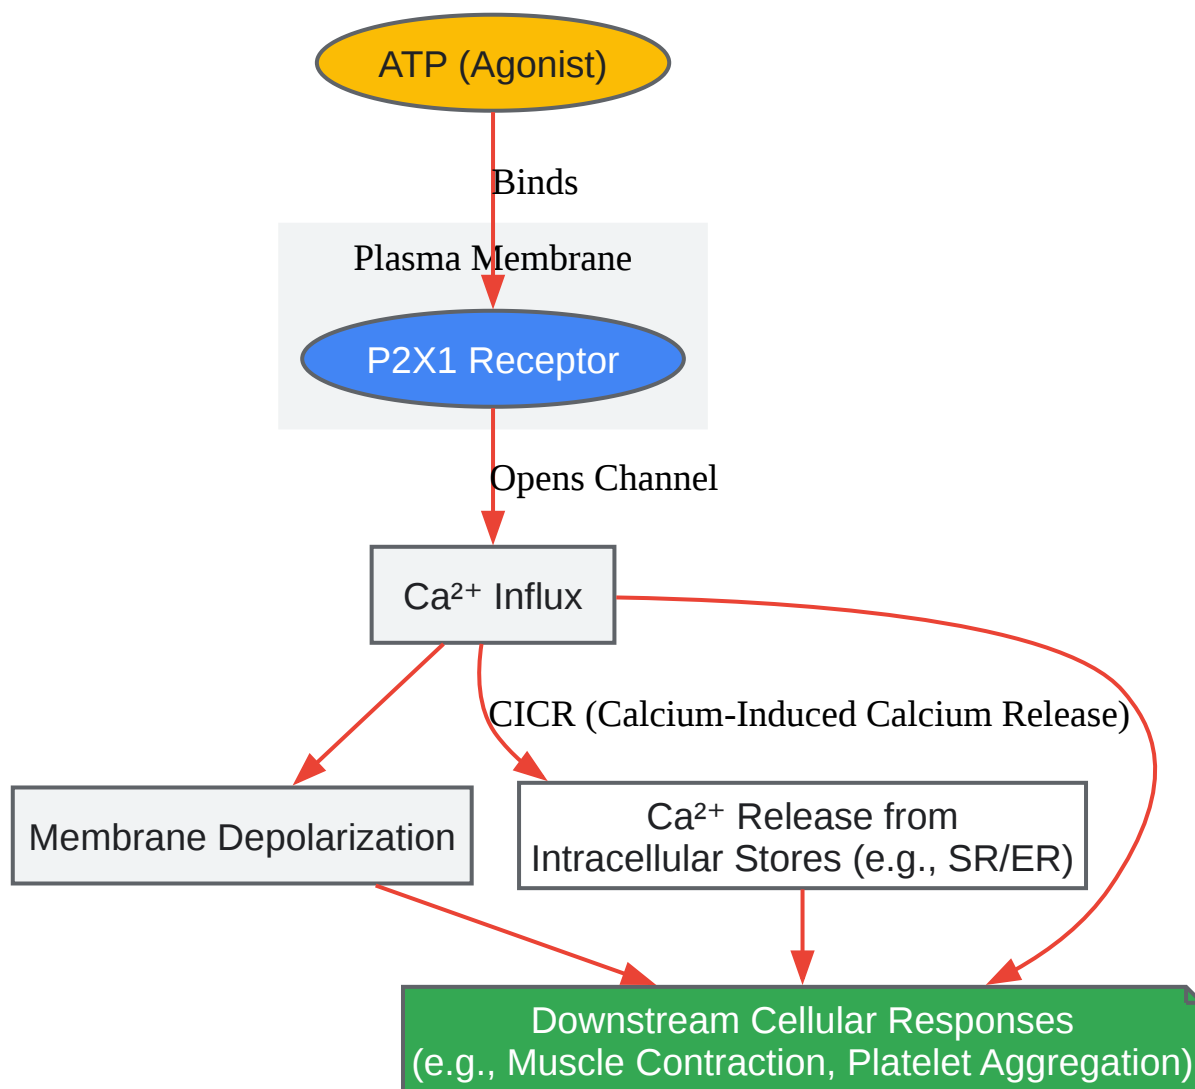 ATP (Agonist)
Binds
Plasma Membrane
P2X1 Receptor
Opens Channel
Ca²⁺ Influx
CICR (Calcium-Induced Calcium Release)
Membrane Depolarization
Ca²⁺ Release from
Intracellular Stores (e.g., SR/ER)
Downstream Cellular Responses
(e.g., Muscle Contraction, Platelet Aggregation)